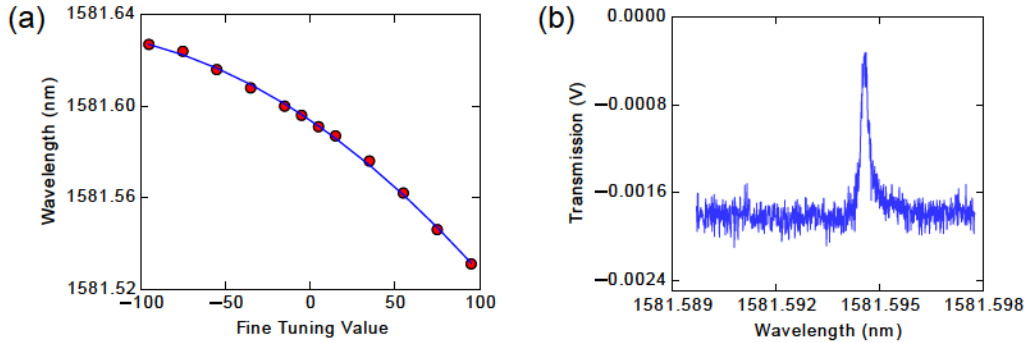 (a)
1581.64
1581.60
1581.56
1581.52
Wavelength (nm)
−100
−50
0
50
100
Fine Tuning Value
(b)
0.0000
−0.0008
−0.0016
−0.0024
Transmission (V)
1581.589
1581.592
1581.595
1581.598
Wavelength (nm)